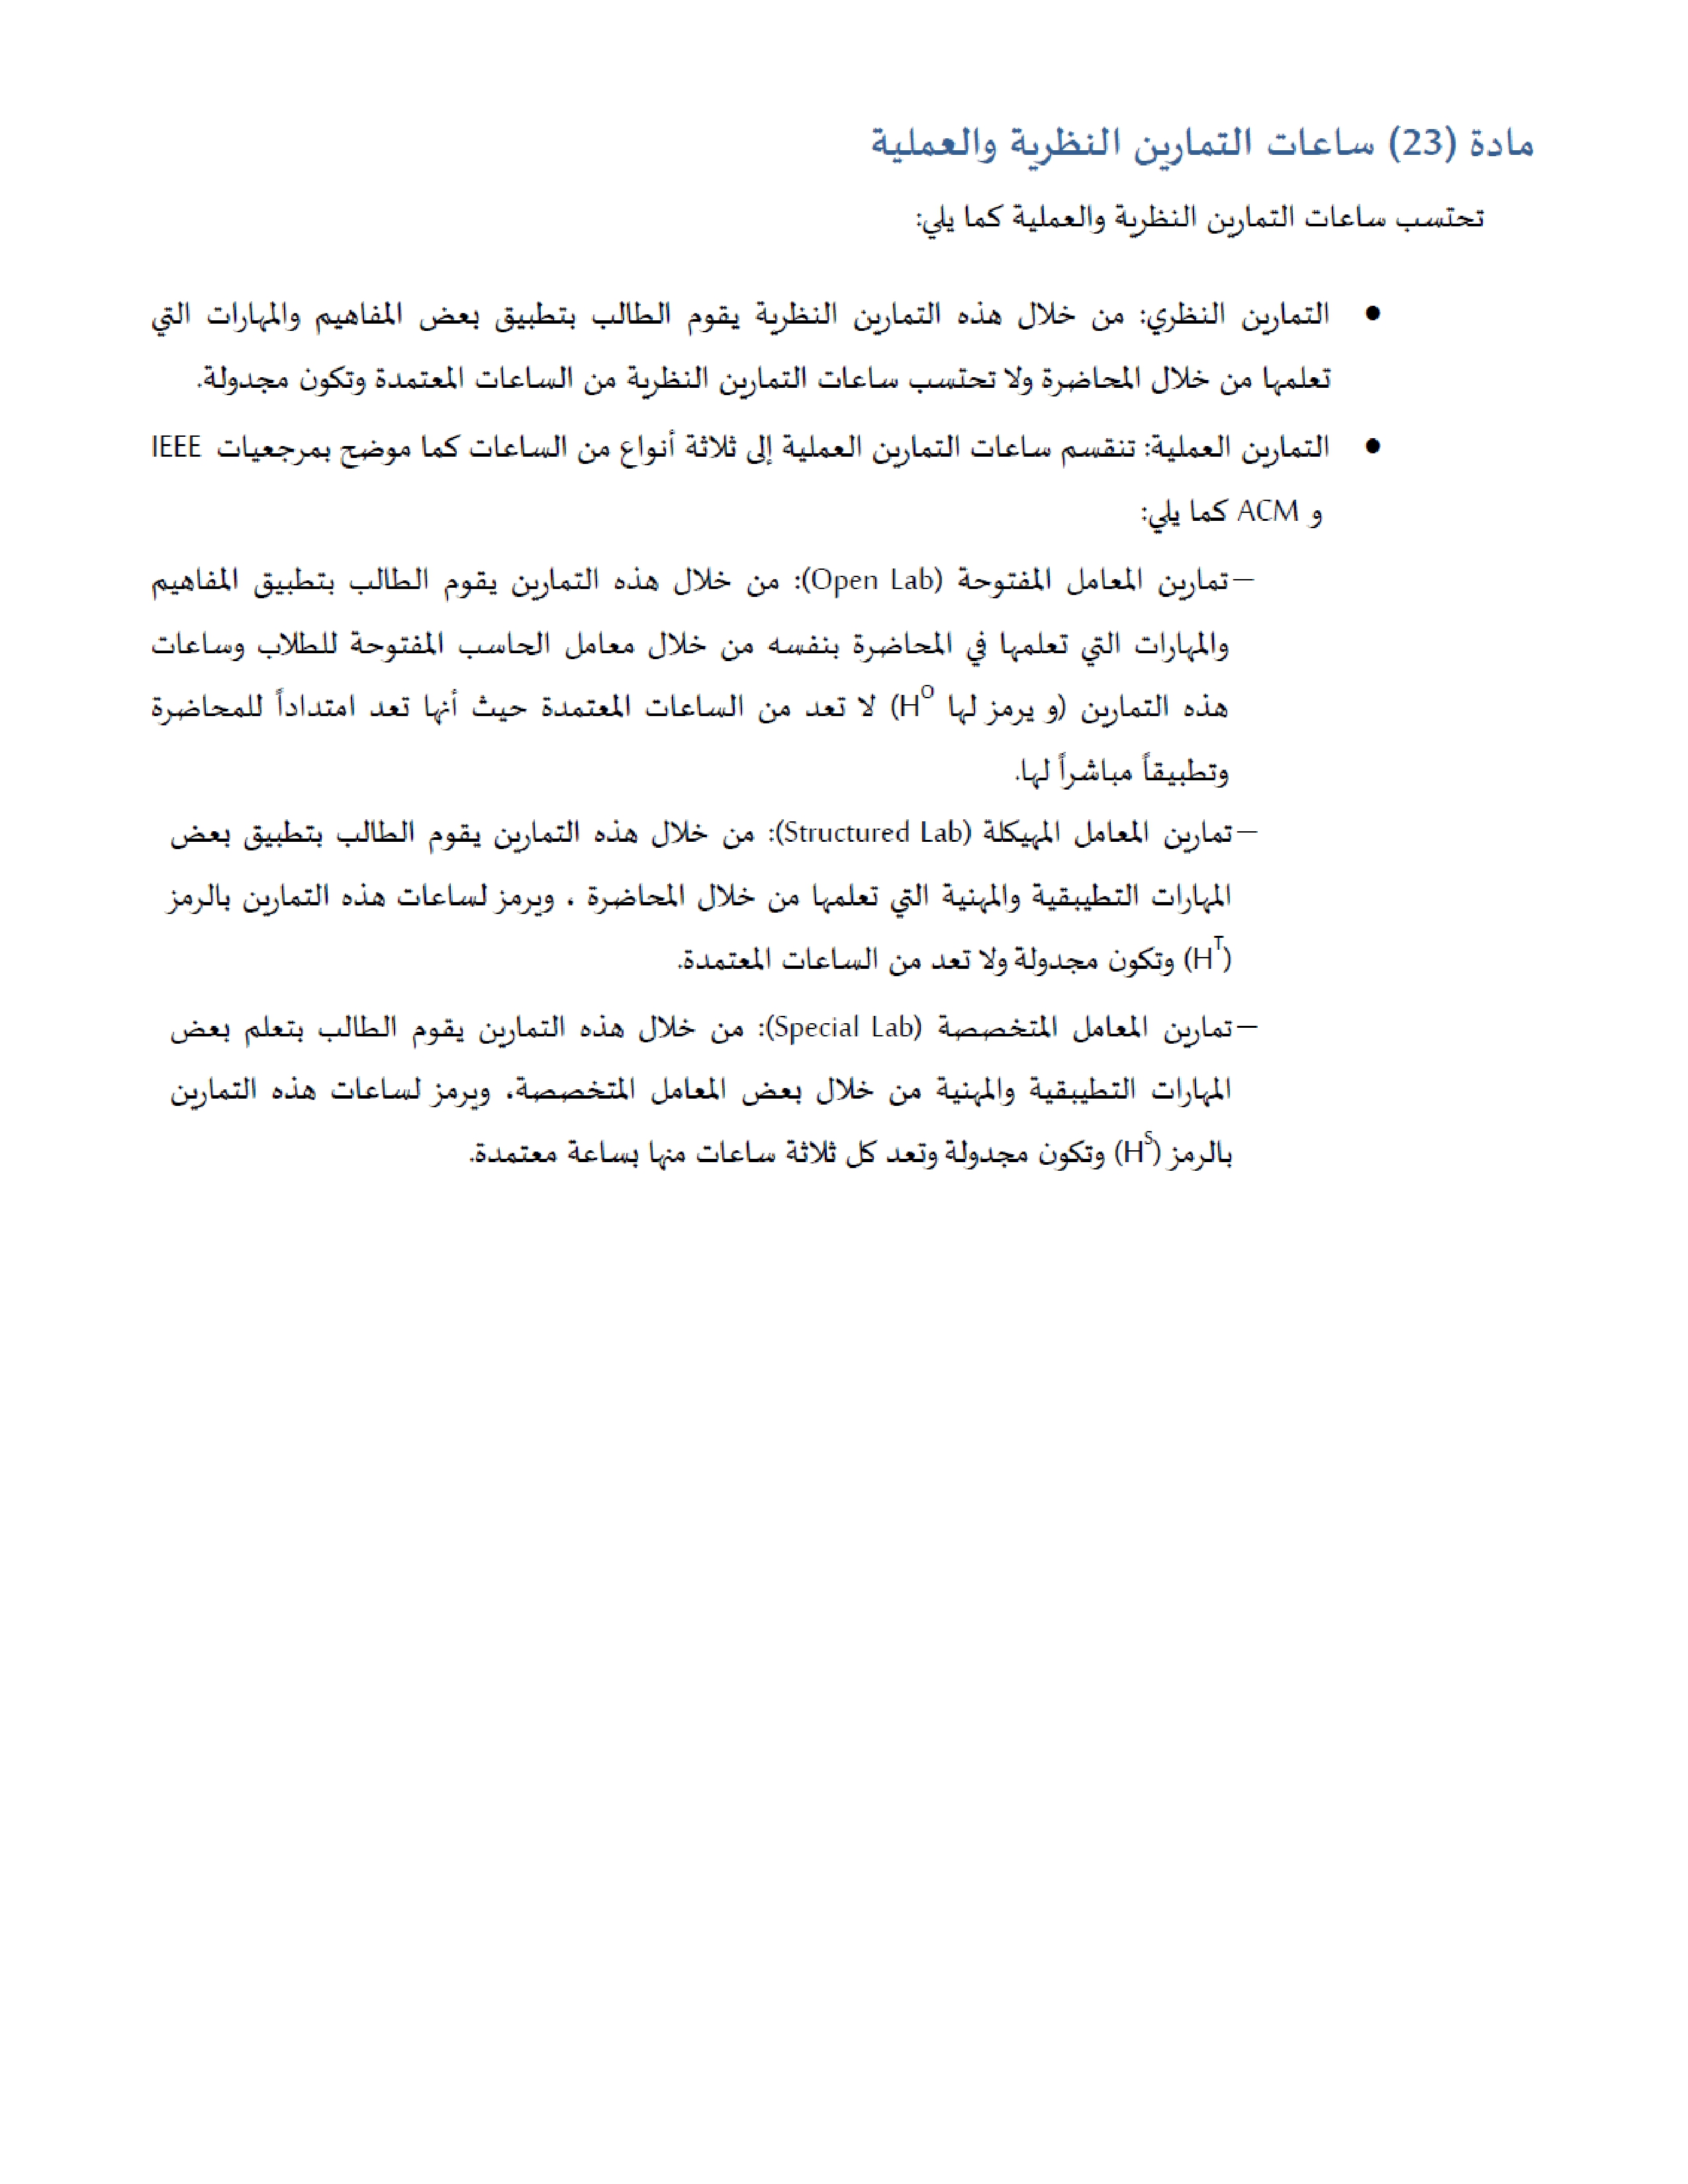 مادة (23) ساعات التمارين النظرية والعملية
تحتسب ساعات التمارين النظرية والعملية كما يلي:
• التمارين النظري: من خلال هذه التمارين النظرية يقوم الطالب بتطبيق بعض المفاهيم والمهارات التي
تعلمها من خلال المحاضرة ولا تحتسب ساعات التمارين النظرية من الساعات المعتمدة وتكون مجدولة.
• التمارين العملية: تنقسم ساعات التمارين العملية إلى ثلاثة أنواع من الساعات كما موضح بمرجعيات IEEE
و ACM كما يلي:
– تمارين المعامل المفتوحة (Open Lab): من خلال هذه التمارين يقوم الطالب بتطبيق المفاهيم
والمهارات التي تعلمها في المحاضرة بنفسه من خلال معامل الحاسب المفتوحة للطلاب وساعات
هذه التمارين (و يرمز لها H^O) لا تعد من الساعات المعتمدة حيث أنها تعد امتداداً للمحاضرة
وتطبيقاً مباشراً لها.
– تمارين المعامل المهيكلة (Structured Lab): من خلال هذه التمارين يقوم الطالب بتطبيق بعض
المهارات التطبيقية والمهنية التي تعلمها من خلال المحاضرة ، ويرمز لساعات هذه التمارين بالرمز
(H^T) وتكون مجدولة ولا تعد من الساعات المعتمدة.
– تمارين المعامل المتخصصة (Special Lab): من خلال هذه التمارين يقوم الطالب بتعلم بعض
المهارات التطبيقية والمهنية من خلال بعض المعامل المتخصصة، ويرمز لساعات هذه التمارين
بالرمز (H^S) وتكون مجدولة وتعد كل ثلاثة ساعات منها بساعة معتمدة.